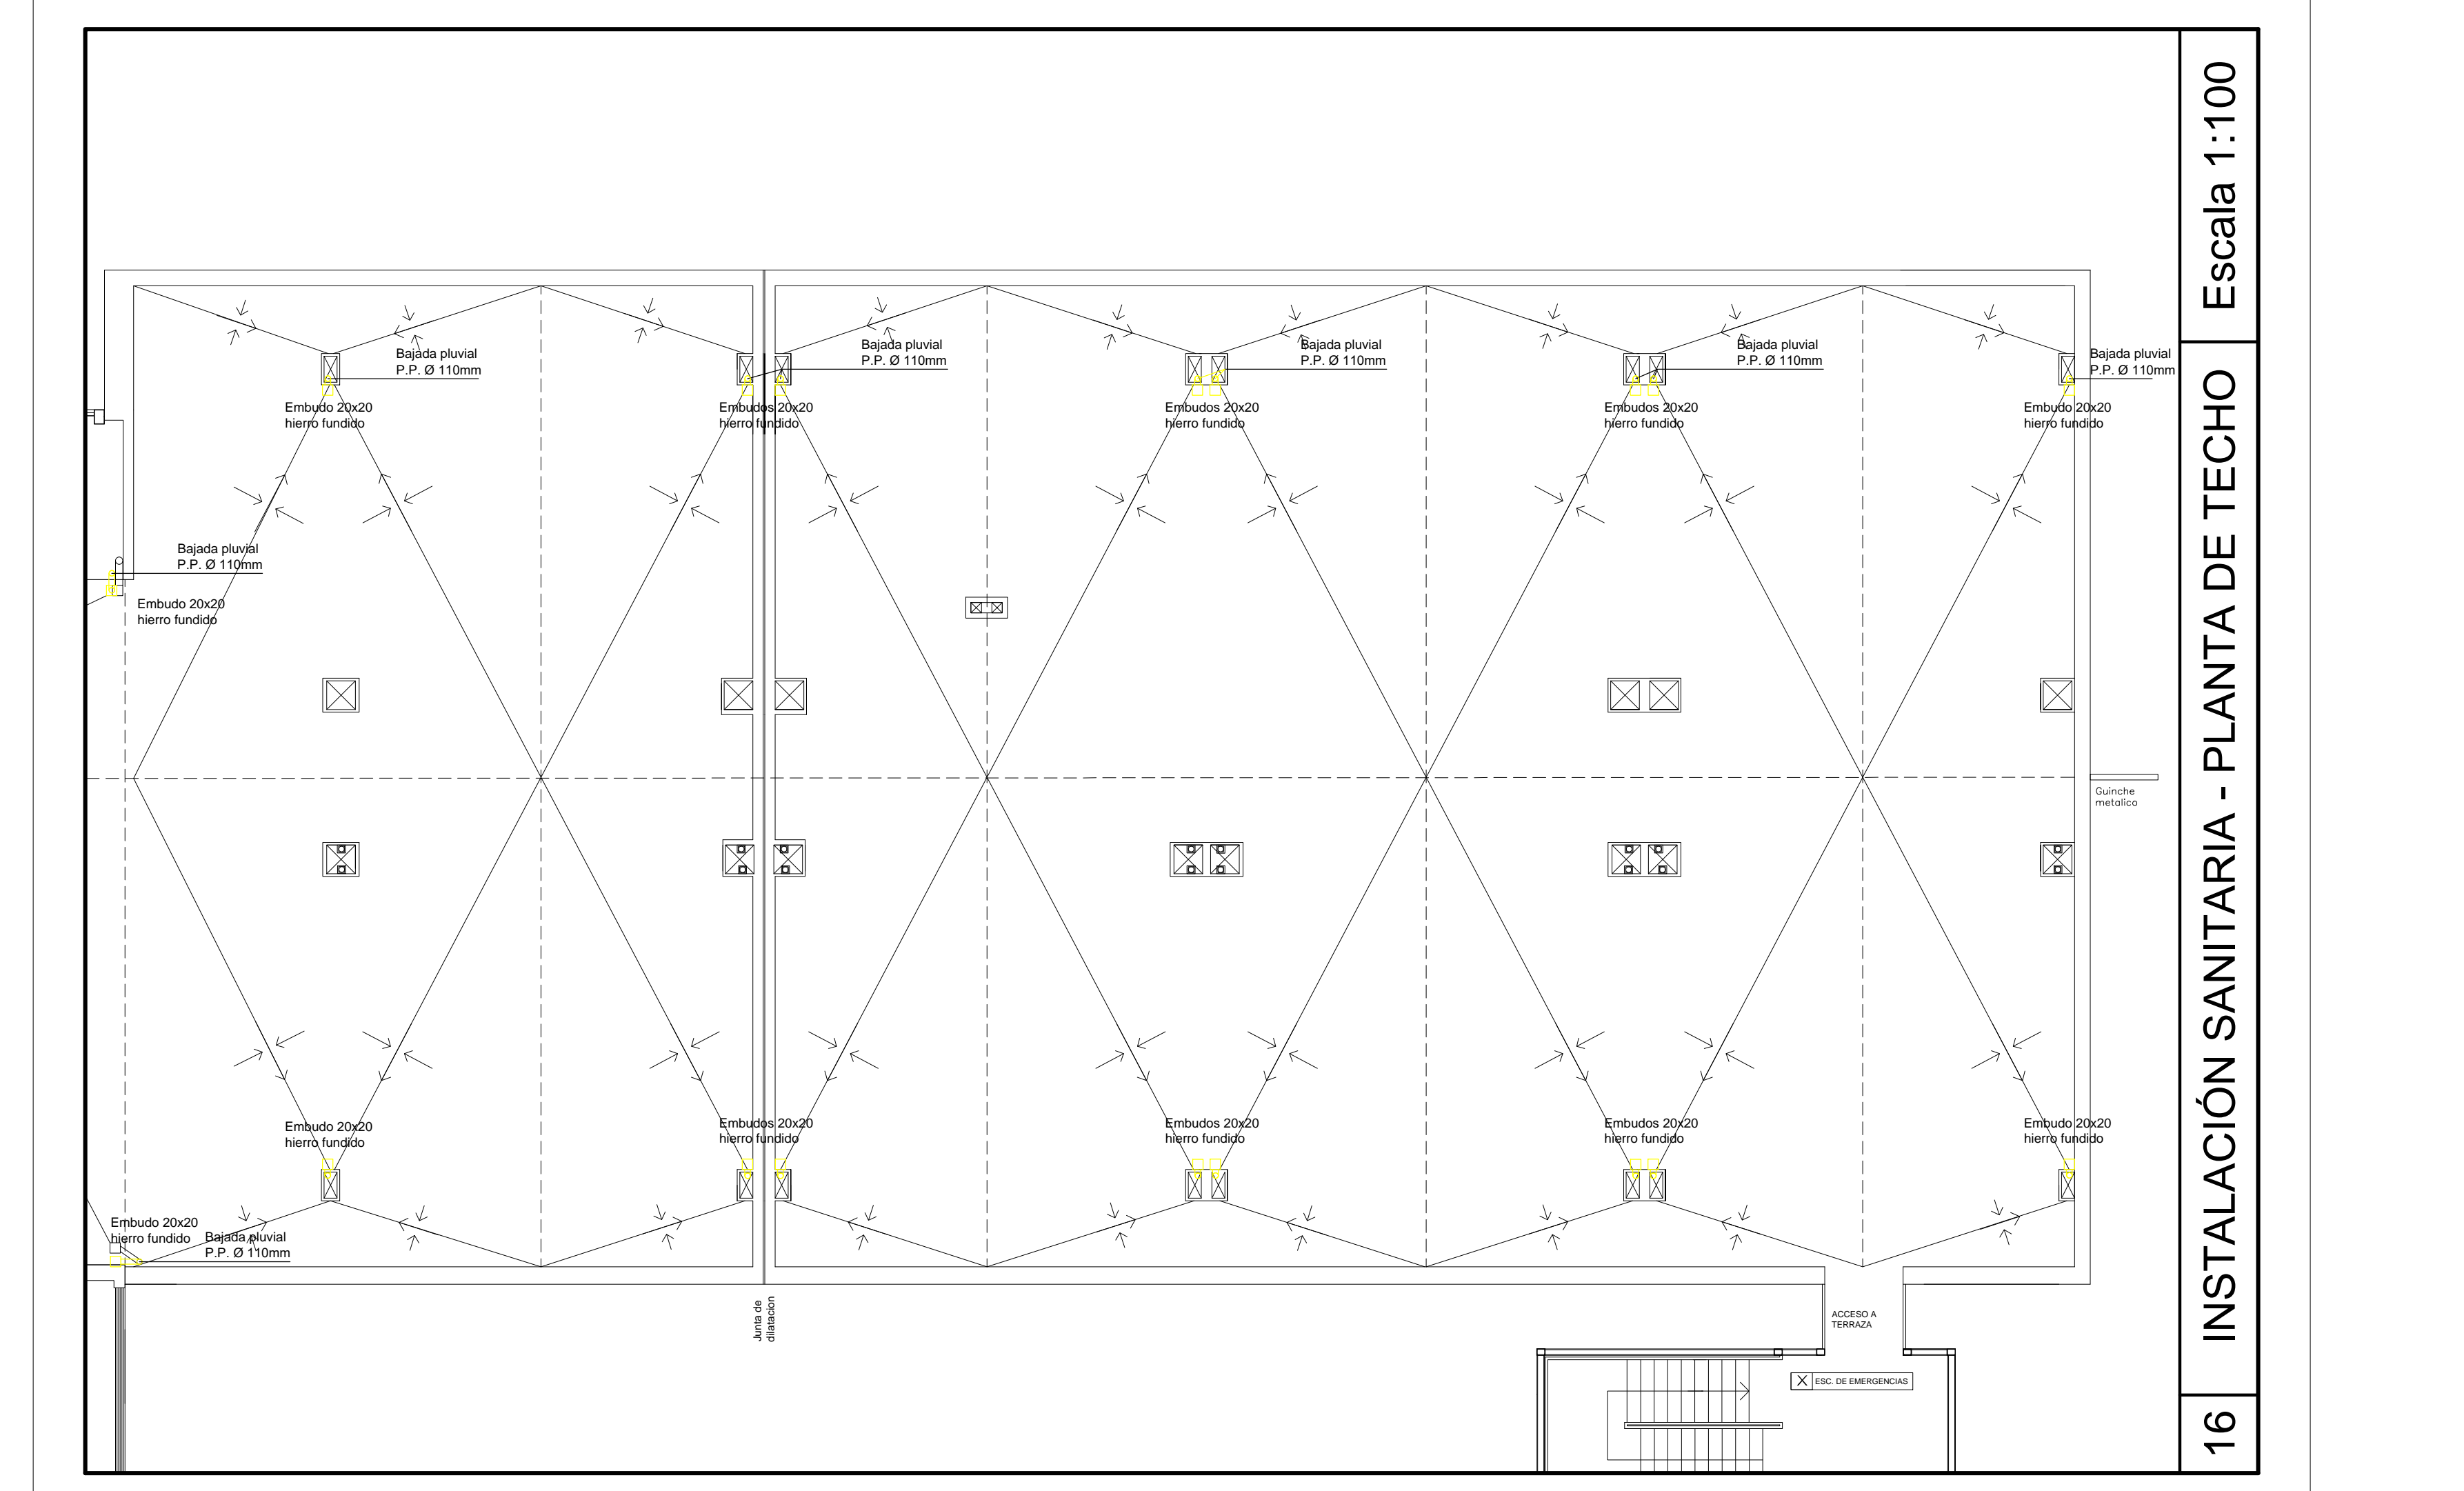 Bajada pluvial
P.P. Ø 110mm
Bajada pluvial
P.P. Ø 110mm
Bajada pluvial
P.P. Ø 110mm
Bajada pluvial
P.P. Ø 110mm
Bajada pluvial
P.P. Ø 110mm
Embudo 20x20
hierro fundido
Embudos 20x20
hierro fundido
Embudos 20x20
hierro fundido
Embudos 20x20
hierro fundido
Embudo 20x20
hierro fundido
Bajada pluvial
P.P. Ø 110mm
Embudo 20x20
hierro fundido
Guinche
metalico
Embudo 20x20
hierro fundido
Embudos 20x20
hierro fundido
Embudos 20x20
hierro fundido
Embudos 20x20
hierro fundido
Embudo 20x20
hierro fundido
Embudo 20x20
hierro fundido
Bajada pluvial
P.P. Ø 110mm
Junta de
dilatacion
ACCESO A
TERRAZA
X ESC. DE EMERGENCIAS
16
INSTALACIÓN SANITARIA - PLANTA DE TECHO
Escala 1:100